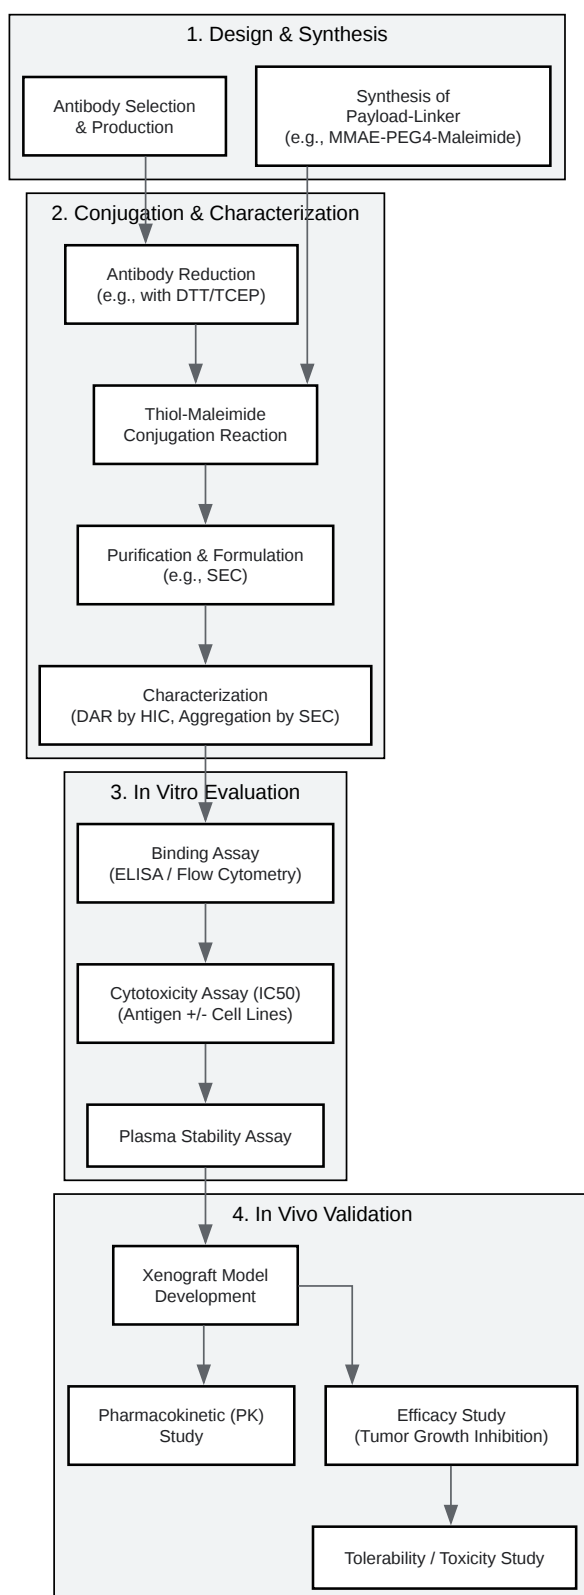 1. Design & Synthesis
Antibody Selection
& Production
Synthesis of
Payload-Linker
(e.g., MMAE-PEG4-Maleimide)
2. Conjugation & Characterization
Antibody Reduction
(e.g., with DTT/TCEP)
Thiol-Maleimide
Conjugation Reaction
Purification & Formulation
(e.g., SEC)
Characterization
(DAR by HIC, Aggregation by SEC)
3. In Vitro Evaluation
Binding Assay
(ELISA / Flow Cytometry)
Cytotoxicity Assay (IC50)
(Antigen +/- Cell Lines)
Plasma Stability Assay
4. In Vivo Validation
Xenograft Model
Development
Pharmacokinetic (PK)
Study
Efficacy Study
(Tumor Growth Inhibition)
Tolerability / Toxicity Study